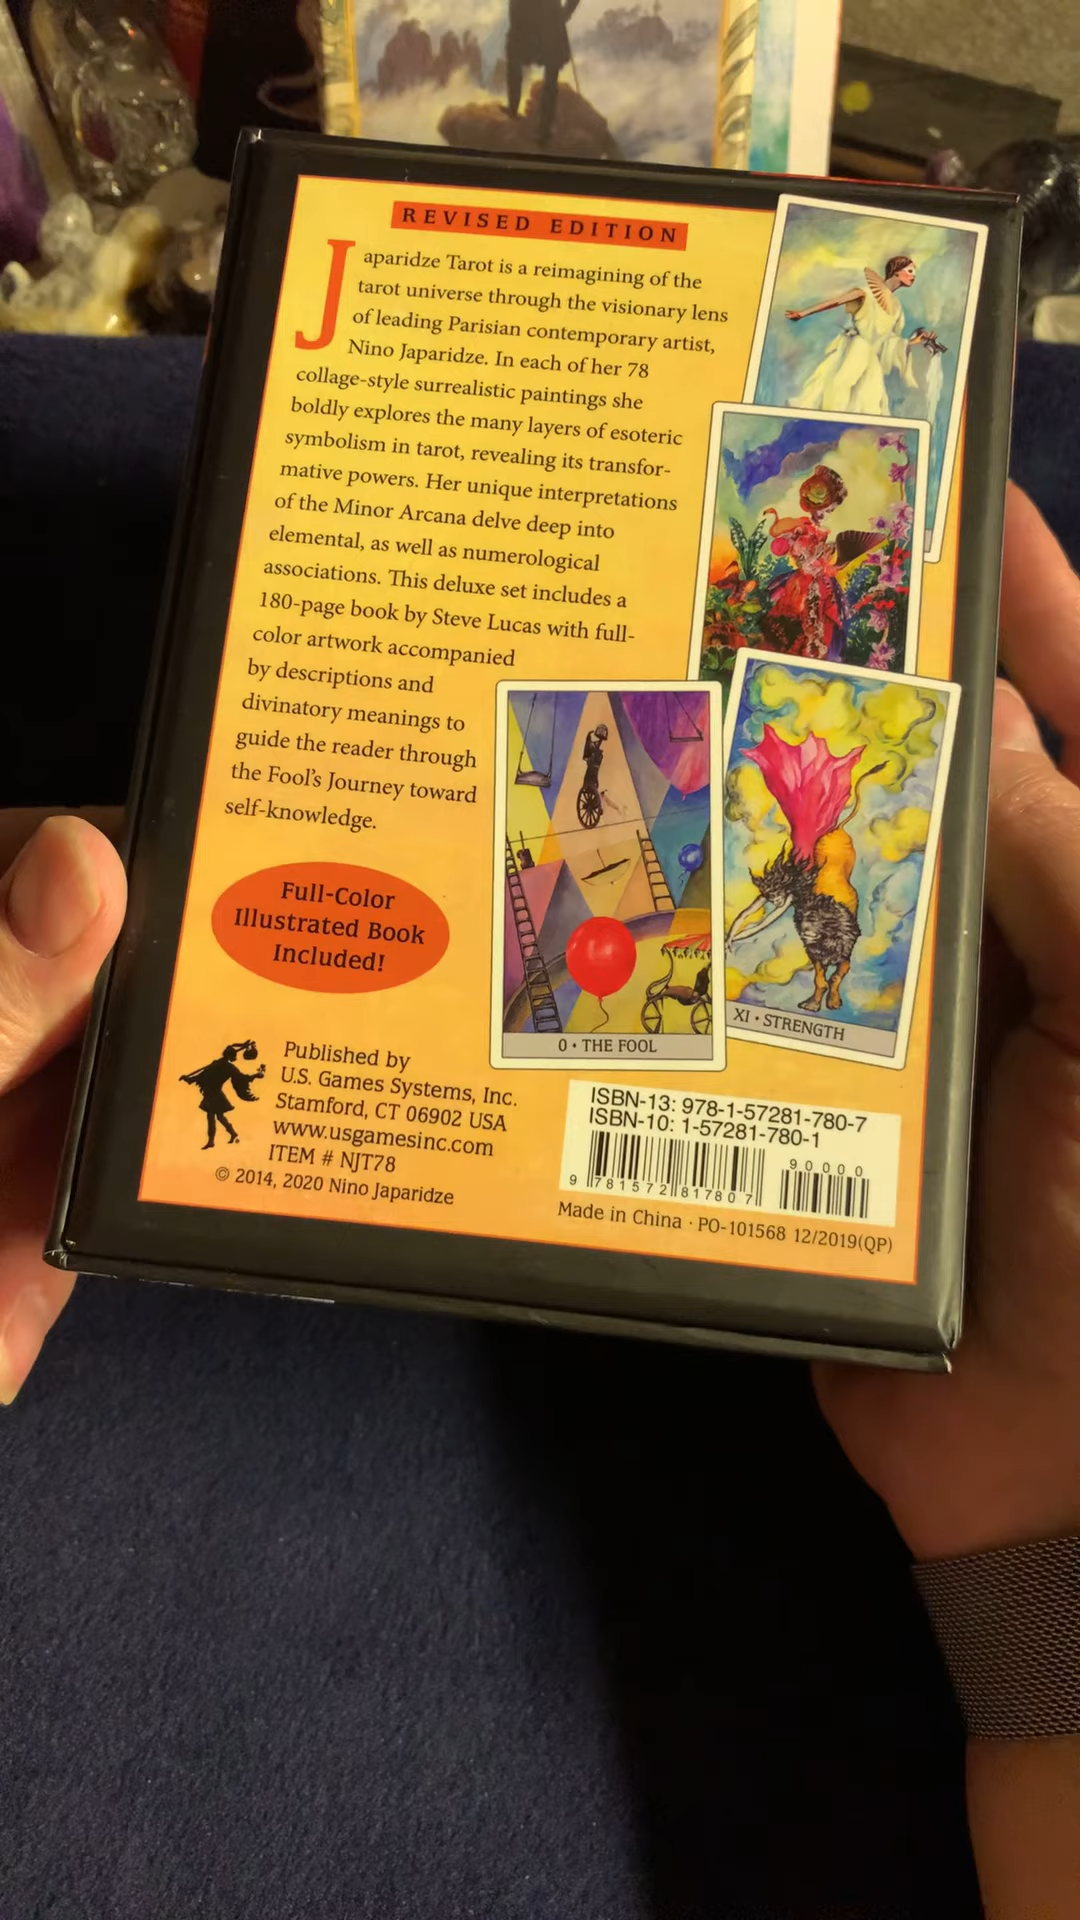 REVISED EDITION
Japaridze Tarot is a reimagining of the
tarot universe through the visionary lens
of leading Parisian contemporary artist,
Nino Japaridze. In each of her 78
collage-style surrealistic paintings she
boldly explores the many layers of esoteric
symbolism in tarot, revealing its transfor-
mative powers. Her unique interpretations
of the Minor Arcana delve deep into
elemental, as well as numerological
associations. This deluxe set includes a
180-page book by Steve Lucas with full-
color artwork accompanied
by descriptions and
divinatory meanings to
guide the reader through
the Fool's Journey toward
self-knowledge.
Full-Color
Illustrated Book
Included!
0 • THE FOOL
XI • STRENGTH
Published by
U.S. Games Systems, Inc.
Stamford, CT 06902 USA
www.usgamesinc.com
ITEM # NJT78
© 2014, 2020 Nino Japaridze
ISBN-13: 978-1-57281-780-7
ISBN-10: 1-57281-780-1
90000
9 781572 817807
Made in China · PO-101568 12/2019(QP)